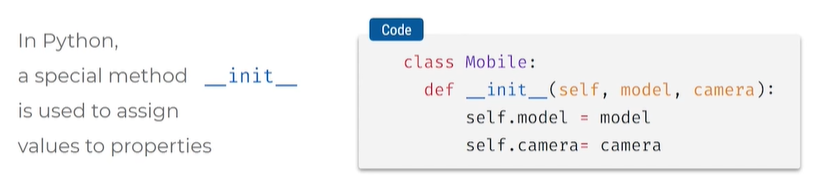 In Python,
a special method __init__
is used to assign
values to properties
Code
class Mobile:
def __init__(self, model, camera):
self.model = model
self.camera= camera